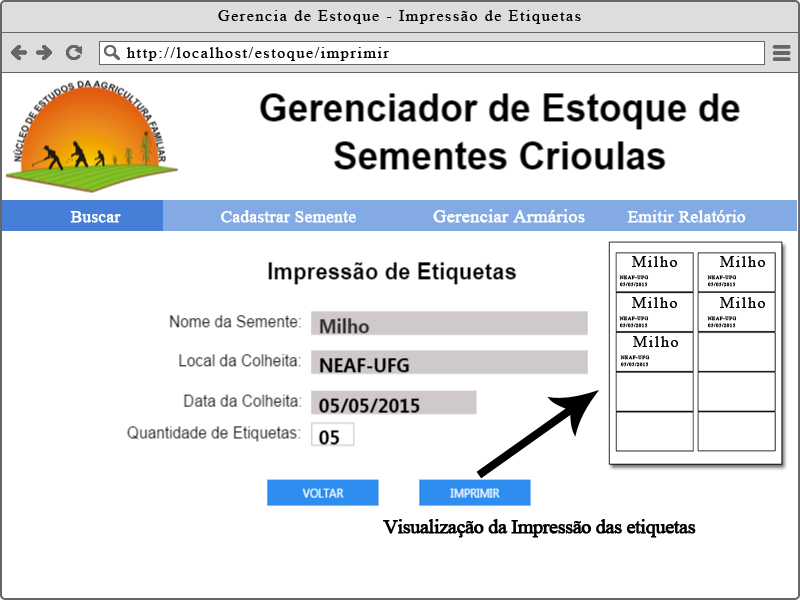 Gerencia de Estoque - Impressão de Etiquetas
http://localhost/estoque/imprimir
NÚCLEO DE ESTUDOS DA AGRICULTURA FAMILIAR
Gerenciador de Estoque de
Sementes Crioulas
Buscar Cadastrar Semente Gerenciar Armários Emitir Relatório
Impressão de Etiquetas
Nome da Semente: Milho
Local da Colheita: NEAF-UFG
Data da Colheita: 05/05/2015
Quantidade de Etiquetas: 05
VOLTAR IMPRIMIR
Visualização da Impressão das etiquetas
Milho Milho
NEAF-UFG NEAF-UFG
05/05/2015 05/05/2015
Milho Milho
NEAF-UFG NEAF-UFG
05/05/2015 05/05/2015
Milho
NEAF-UFG
05/05/2015